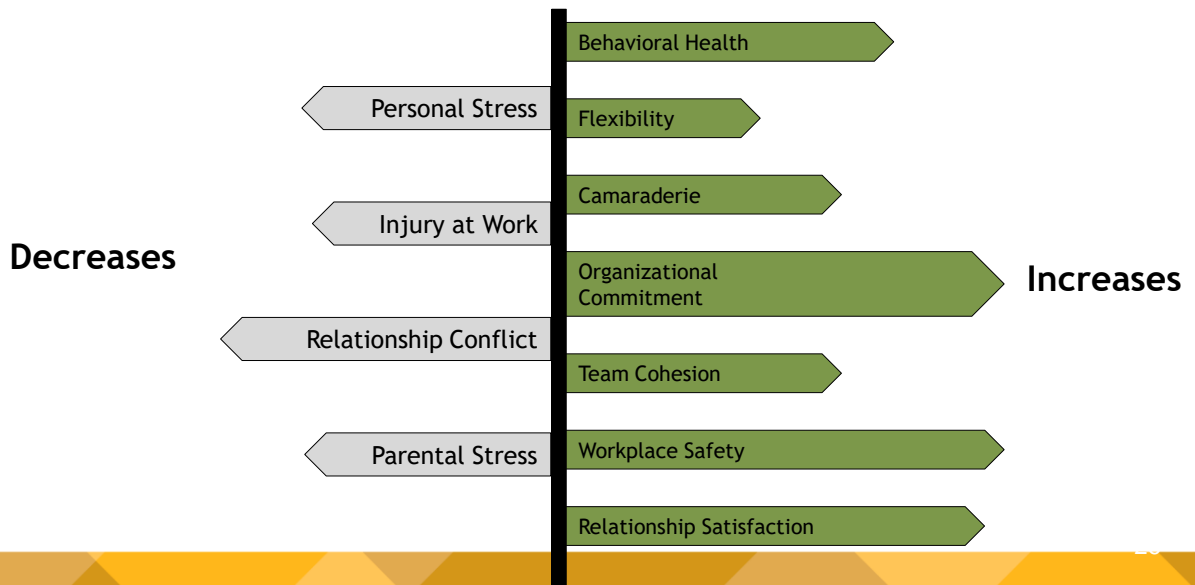 Decreases
Personal Stress
Injury at Work
Relationship Conflict
Parental Stress
Behavioral Health
Flexibility
Camaraderie
Organizational
Commitment
Team Cohesion
Workplace Safety
Relationship Satisfaction
Increases